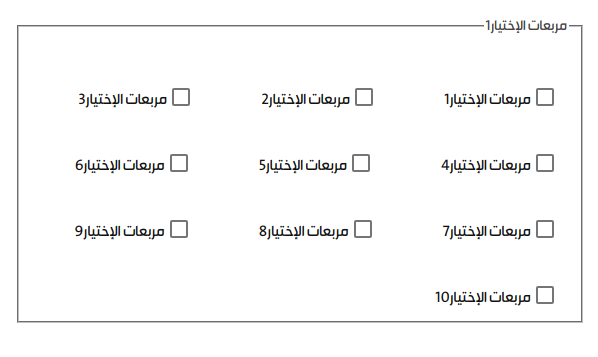 مربعات الإختيار1
مربعات الإختيار1 مربعات الإختيار2 مربعات الإختيار3
مربعات الإختيار4 مربعات الإختيار5 مربعات الإختيار6
مربعات الإختيار7 مربعات الإختيار8 مربعات الإختيار9
مربعات الإختيار10